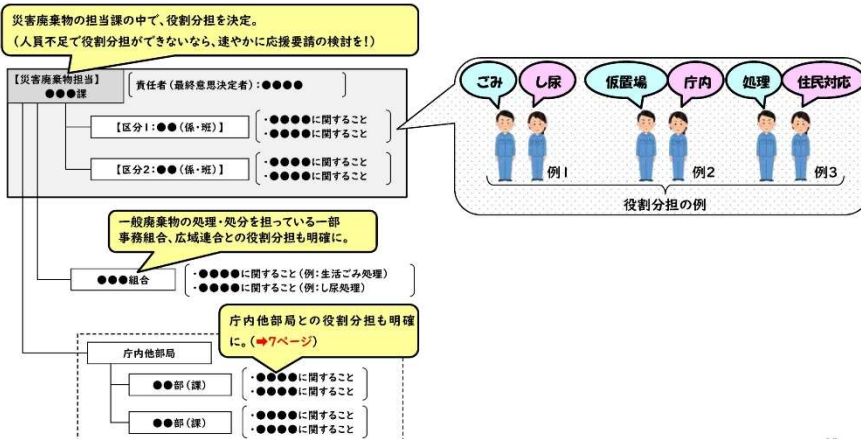 災害廃棄物の担当課の中で、役割分担を決定。
(人員不足で役割分担ができないなら、速やかに応援要請の検討を!)
【災害廃棄物担当】
●●●課
責任者(最終意思決定者):●●●●
【区分1:●●(係・班)】
・●●●●に関すること
・●●●●に関すること
【区分2:●●(係・班)】
・●●●●に関すること
・●●●●に関すること
ごみ
し尿
仮置場
庁内
処理
住民対応
例1
例2
例3
役割分担の例
一般廃棄物の処理・処分を担っている一部
事務組合、広域連合との役割分担も明確に。
●●●組合
・●●●●に関すること(例:生活ごみ処理)
・●●●●に関すること(例:し尿処理)
庁内他部局との役割分担も明確
に。(➡7ページ)
庁内他部局
●●部(課)
・●●●●に関すること
・●●●●に関すること
●●部(課)
・●●●●に関すること
・●●●●に関すること